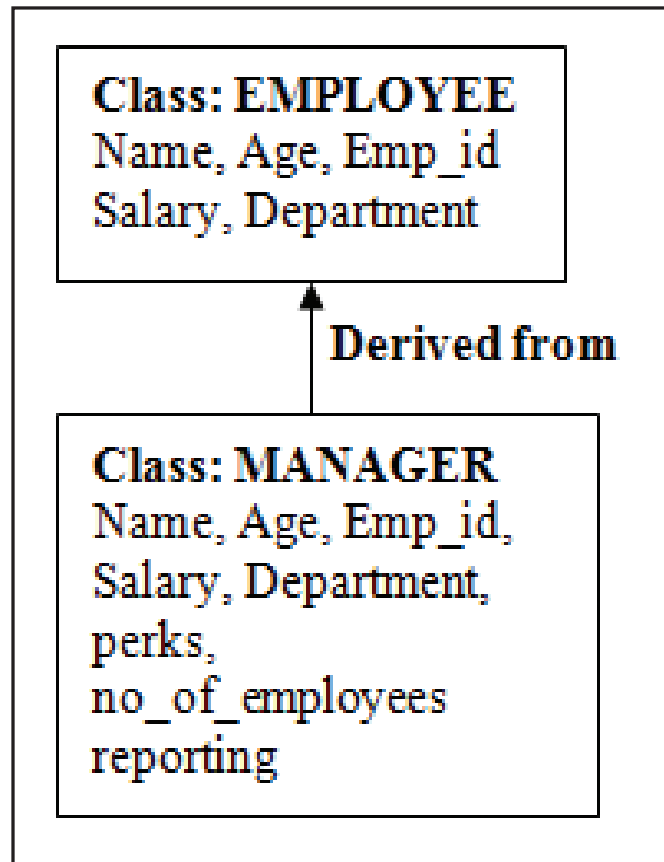 Class: EMPLOYEE
Name, Age, Emp_id
Salary, Department
Derived from
Class: MANAGER
Name, Age, Emp_id,
Salary, Department,
perks,
no_of_employees
reporting